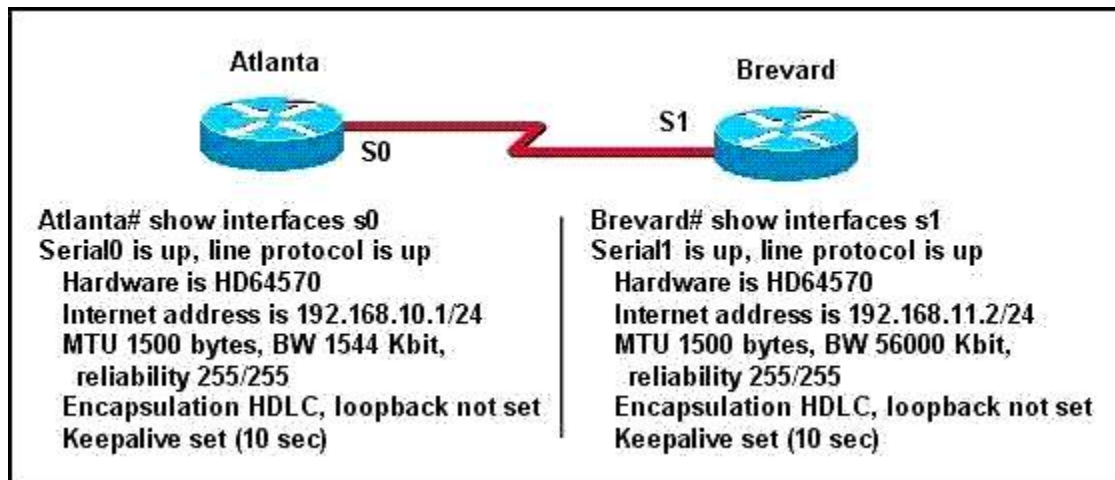 Atlanta
Brevard
S0
S1
Atlanta# show interfaces s0
Serial0 is up, line protocol is up
Hardware is HD64570
Internet address is 192.168.10.1/24
MTU 1500 bytes, BW 1544 Kbit,
reliability 255/255
Encapsulation HDLC, loopback not set
Keepalive set (10 sec)
Brevard# show interfaces s1
Serial1 is up, line protocol is up
Hardware is HD64570
Internet address is 192.168.11.2/24
MTU 1500 bytes, BW 56000 Kbit,
reliability 255/255
Encapsulation HDLC, loopback not set
Keepalive set (10 sec)